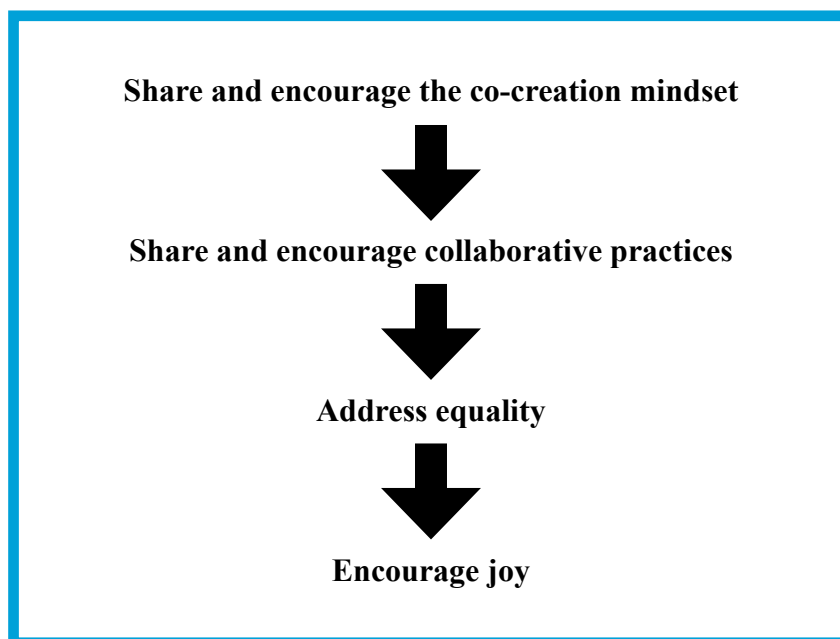 Share and encourage the co-creation mindset
Share and encourage collaborative practices
Address equality
Encourage joy